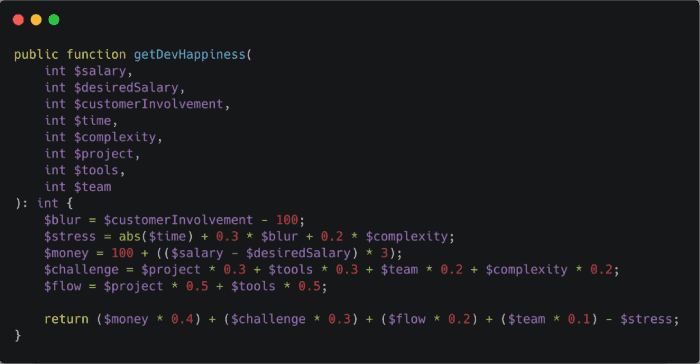 public function getDevHappiness(
    int $salary,
    int $desiredSalary,
    int $customerInvolvement,
    int $time,
    int $complexity,
    int $project,
    int $tools,
    int $team
): int {
    $blur = $customerInvolvement - 100;
    $stress = abs($time) + 0.3 * $blur + 0.2 * $complexity;
    $money = 100 + (($salary - $desiredSalary) * 3);
    $challenge = $project * 0.3 + $tools * 0.3 + $team * 0.2 + $complexity * 0.2;
    $flow = $project * 0.5 + $tools * 0.5;

    return ($money * 0.4) + ($challenge * 0.3) + ($flow * 0.2) + ($team * 0.1) - $stress;
}